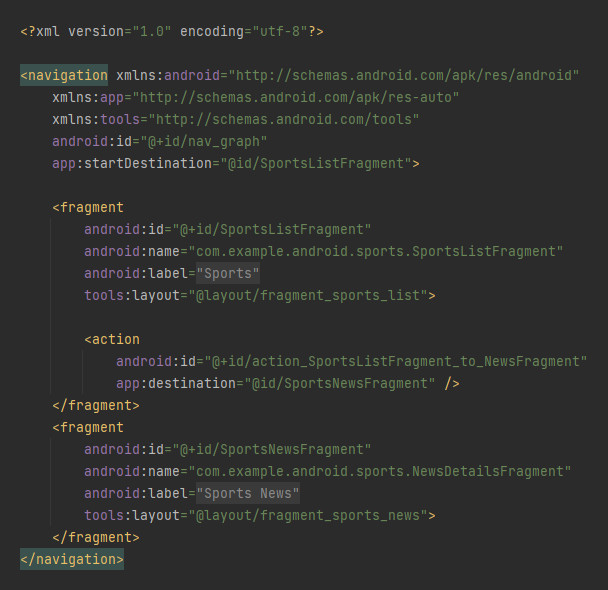 <?xml version="1.0" encoding="utf-8"?>
<navigation xmlns:android="http://schemas.android.com/apk/res/android"
xmlns:app="http://schemas.android.com/apk/res-auto"
xmlns:tools="http://schemas.android.com/tools"
android:id="@+id/nav_graph"
app:startDestination="@id/SportsListFragment">
<fragment
android:id="@+id/SportsListFragment"
android:name="com.example.android.sports.SportsListFragment"
android:label="Sports"
tools:layout="@layout/fragment_sports_list">
<action
android:id="@+id/action_SportsListFragment_to_NewsFragment"
app:destination="@id/SportsNewsFragment" />
</fragment>
<fragment
android:id="@+id/SportsNewsFragment"
android:name="com.example.android.sports.NewsDetailsFragment"
android:label="Sports News"
tools:layout="@layout/fragment_sports_news">
</fragment>
</navigation>